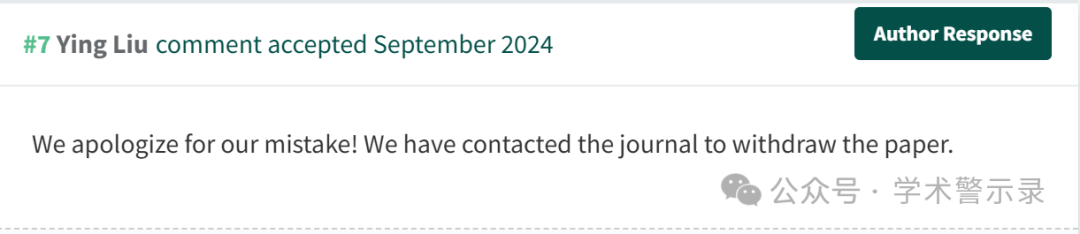 #7 Ying Liu comment accepted September 2024
Author Response
We apologize for our mistake! We have contacted the journal to withdraw the paper.
公众号 · 学术警示录